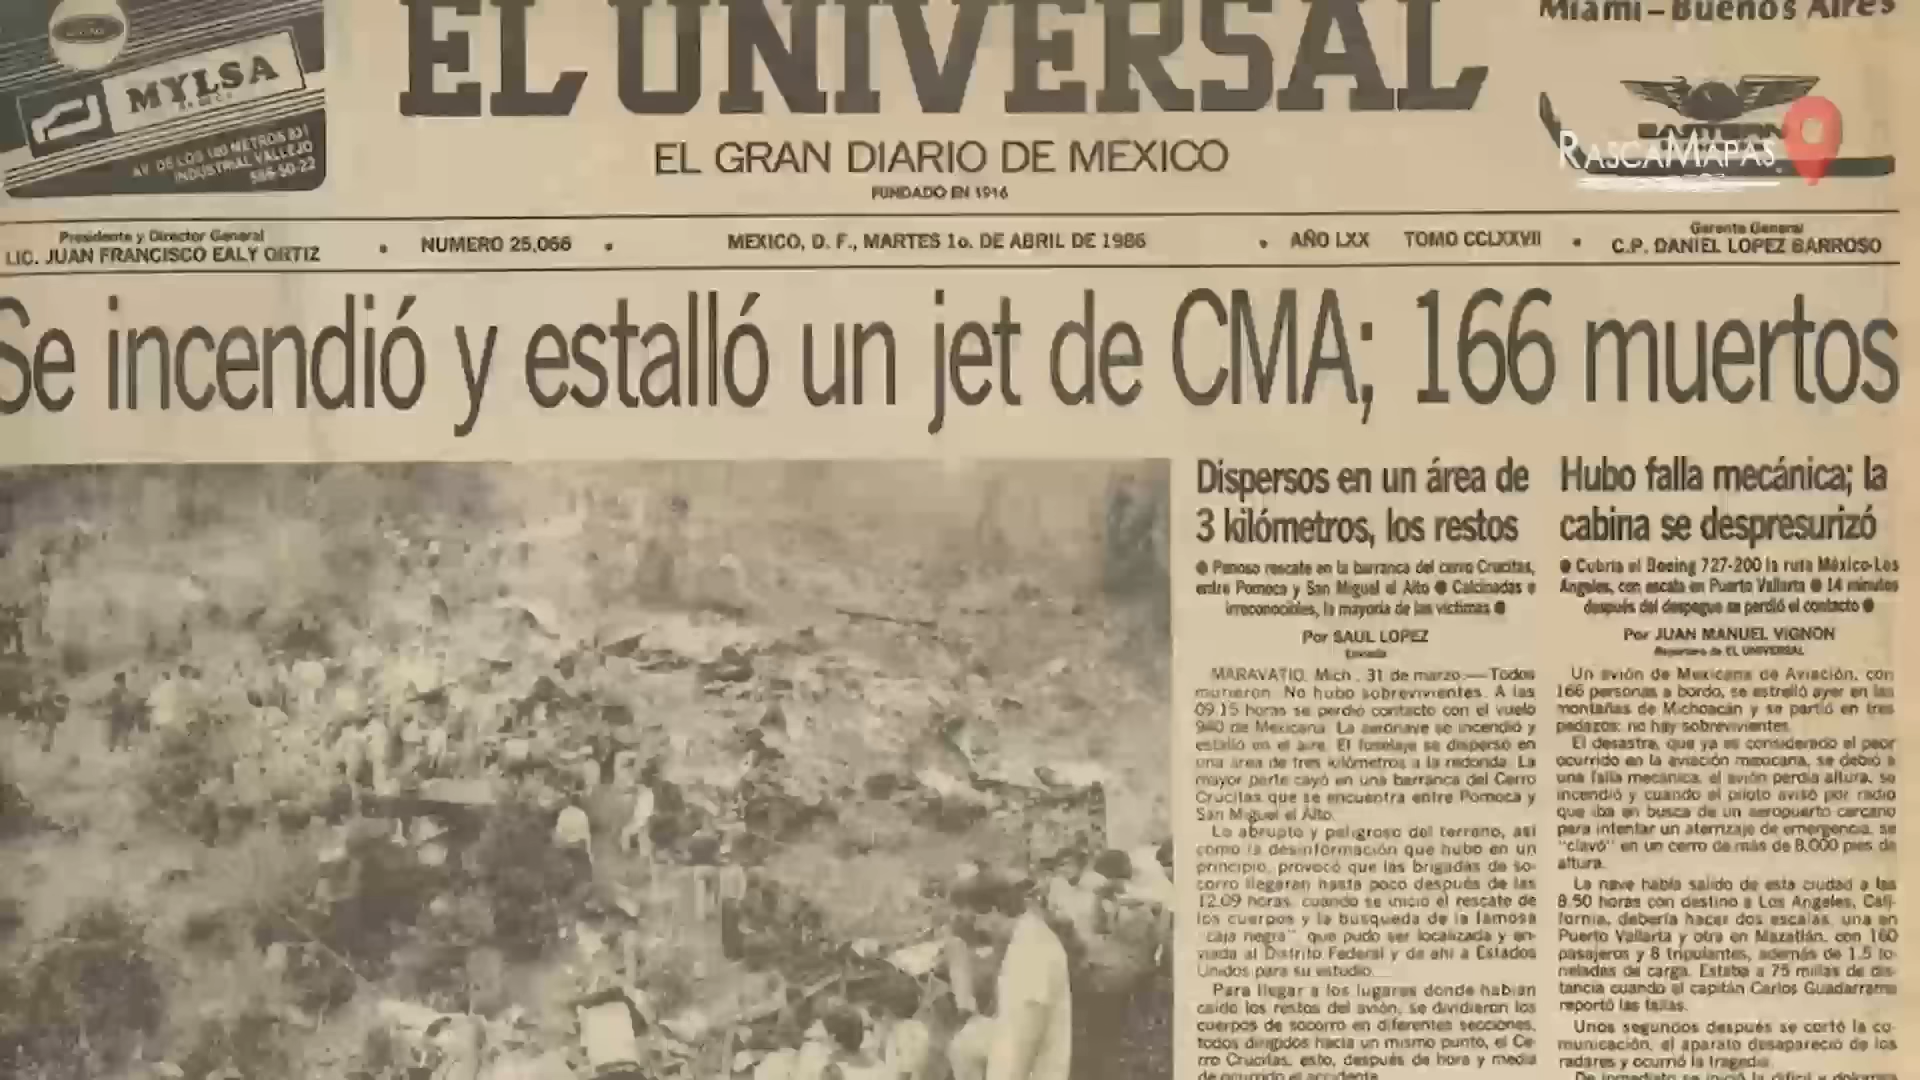 MYLSA
AV. DE LOS 100 METROS 831
INDUSTRIAL VALLEJO
586-50-22
EL UNIVERSAL
EL GRAN DIARIO DE MEXICO
FUNDADO EN 1916
Miami-Buenos Aires
EASTERN
RASCAMAPAS
Presidente y Director General
LIC. JUAN FRANCISCO EALY ORTIZ
NUMERO 25,066
MEXICO, D. F., MARTES 1o. DE ABRIL DE 1986
AÑO LXX TOMO CCLXXVII
Gerente General
C.P. DANIEL LOPEZ BARROSO
Se incendió y estalló un jet de CMA; 166 muertos
Dispersos en un área de
3 kilómetros, los restos
● Penoso rescate en la barranca del cerro Crucitas,
entre Pomoca y San Miguel el Alto ● Calcinadas e
irreconocibles, la mayoría de las víctimas ●
Por SAUL LOPEZ
Enviado
MARAVATIO, Mich., 31 de marzo.— Todos
murieron. No hubo sobrevivientes. A las
09.15 horas se perdió contacto con el vuelo
940 de Mexicana. La aeronave se incendió y
estalló en el aire. El fuselaje se dispersó en
una área de tres kilómetros a la redonda. La
mayor parte cayó en una barranca del Cerro
Crucitas que se encuentra entre Pomoca y
San Miguel el Alto.
Lo abrupto y peligroso del terreno, así
como la desinformación que hubo en un
principio, provocó que las brigadas de so-
corro llegaran hasta poco después de las
12.09 horas, cuando se inició el rescate de
los cuerpos y la búsqueda de la famosa
"caja negra" que pudo ser localizada y en-
viada al Distrito Federal y de ahí a Estados
Unidos para su estudio.
Para llegar a los lugares donde habían
caído los restos del avión, se dividieron los
cuerpos de socorro en diferentes secciones,
todos dirigidos hacia un mismo punto, el Ce-
rro Crucitas, esto, después de hora y media
de ocurrido el accidente.
Hubo falla mecánica; la
cabina se despresurizó
● Cubría el Boeing 727-200 la ruta México-Los
Angeles, con escala en Puerto Vallarta ● 14 minutos
después del despegue se perdió el contacto ●
Por JUAN MANUEL VIGNON
Reportero de EL UNIVERSAL
Un avión de Mexicana de Aviación, con
166 personas a bordo, se estrelló ayer en las
montañas de Michoacán y se partió en tres
pedazos: no hay sobrevivientes.
El desastre, que ya es considerado el peor
ocurrido en la aviación mexicana, se debió a
una falla mecánica, el avión perdía altura, se
incendió y cuando el piloto avisó por radio
que iba en busca de un aeropuerto cercano
para intentar un aterrizaje de emergencia, se
"clavó" en un cerro de más de 8,000 pies de
altura.
La nave había salido de esta ciudad a las
8.50 horas con destino a Los Angeles, Cali-
fornia, debería hacer dos escalas, una en
Puerto Vallarta y otra en Mazatlán, con 160
pasajeros y 8 tripulantes, además de 1.5 to-
neladas de carga. Estaba a 75 millas de dis-
tancia cuando el capitán Carlos Guadarrama
reportó las fallas.
Unos segundos después se cortó la co-
municación, el aparato desapareció de los
radares y ocurrió la tragedia.
De inmediato se inició la difícil y dolorosa